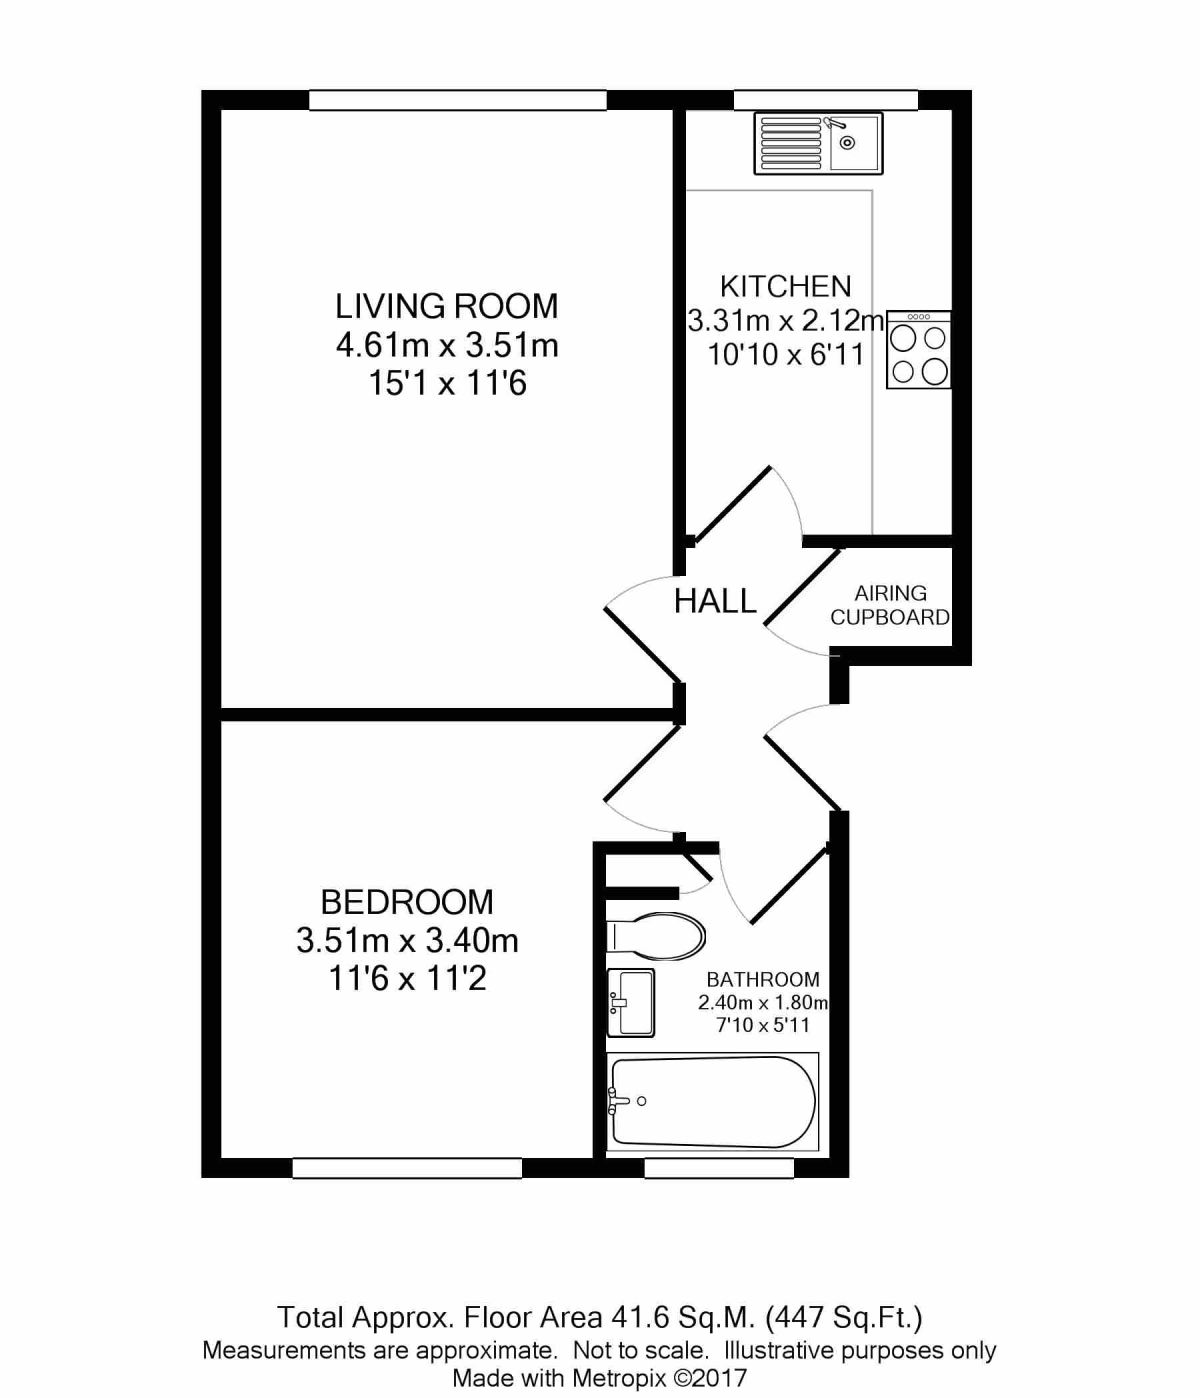 LIVING ROOM
4.61m x 3.51m
15'1 x 11'6
KITCHEN
3.31m x 2.12m
10'10 x 6'11
HALL
AIRING
CUPBOARD
BEDROOM
3.51m x 3.40m
11'6 x 11'2
BATHROOM
2.40m x 1.80m
7'10 x 5'11
Total Approx. Floor Area 41.6 Sq.M. (447 Sq.Ft.)
Measurements are approximate. Not to scale. Illustrative purposes only
Made with Metropix ©2017